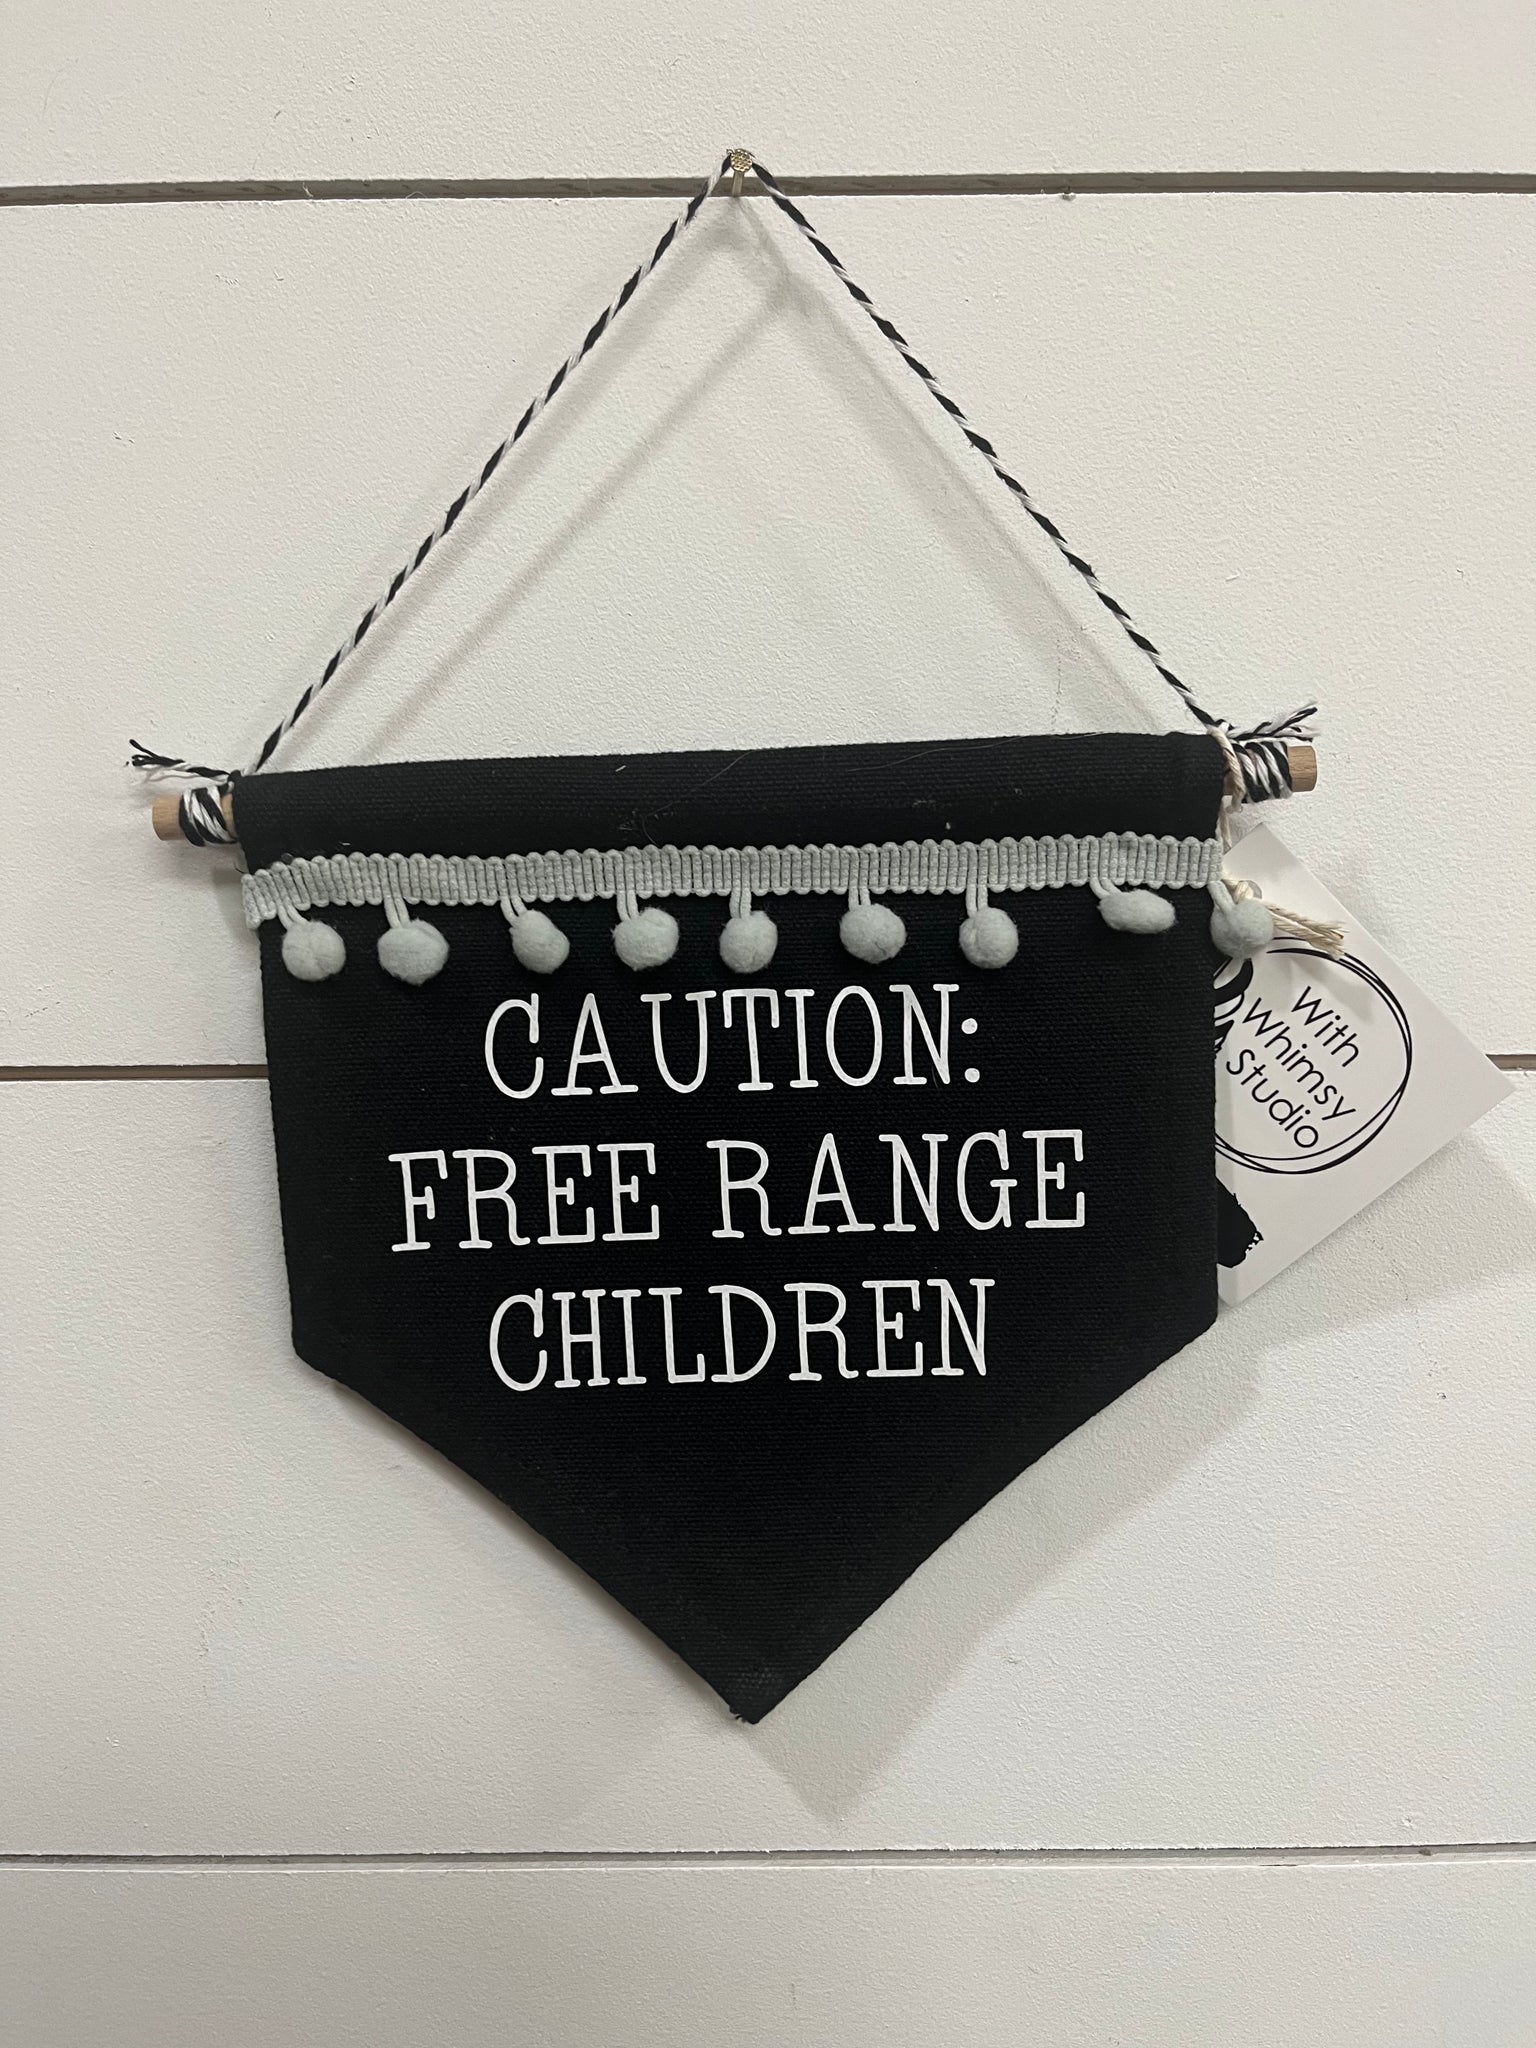 CAUTION:
FREE RANGE
CHILDREN
With
Whimsy
Studio